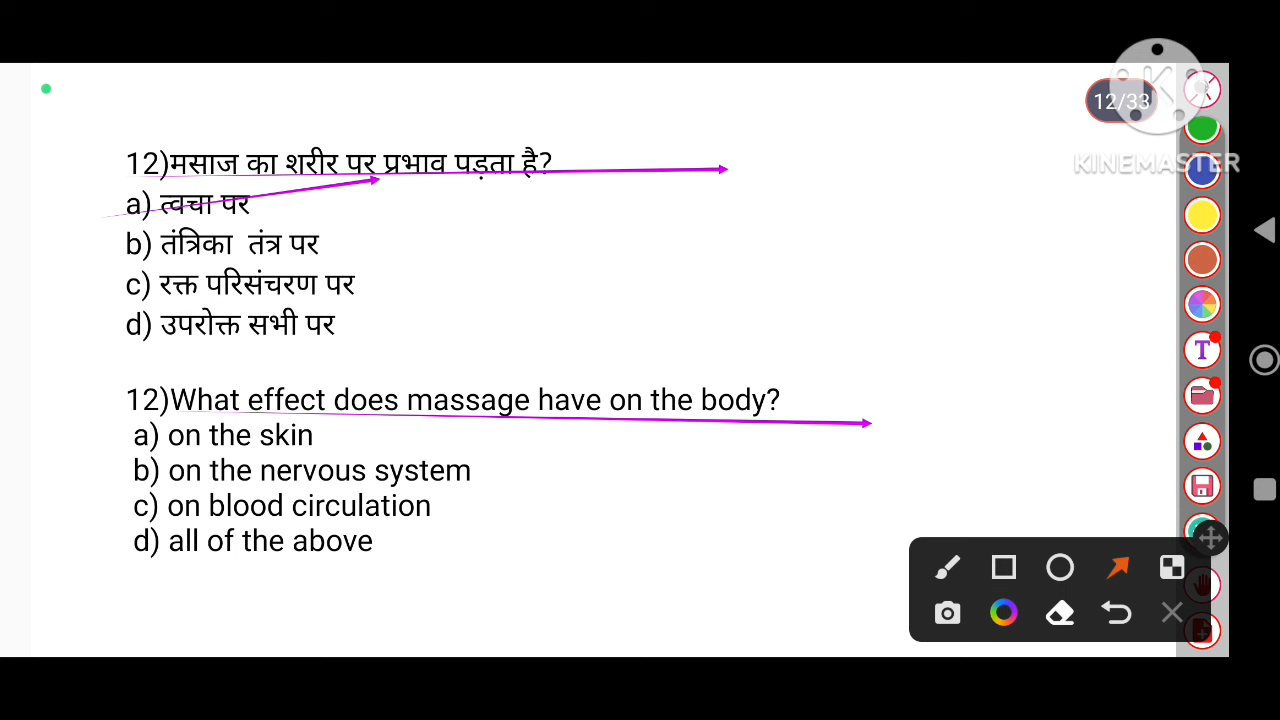 12/33
KINEMASTER
12)मसाज का शरीर पर प्रभाव पड़ता है?
a) त्वचा पर
b) तंत्रिका तंत्र पर
c) रक्त परिसंचरण पर
d) उपरोक्त सभी पर
12)What effect does massage have on the body?
a) on the skin
b) on the nervous system
c) on blood circulation
d) all of the above
T